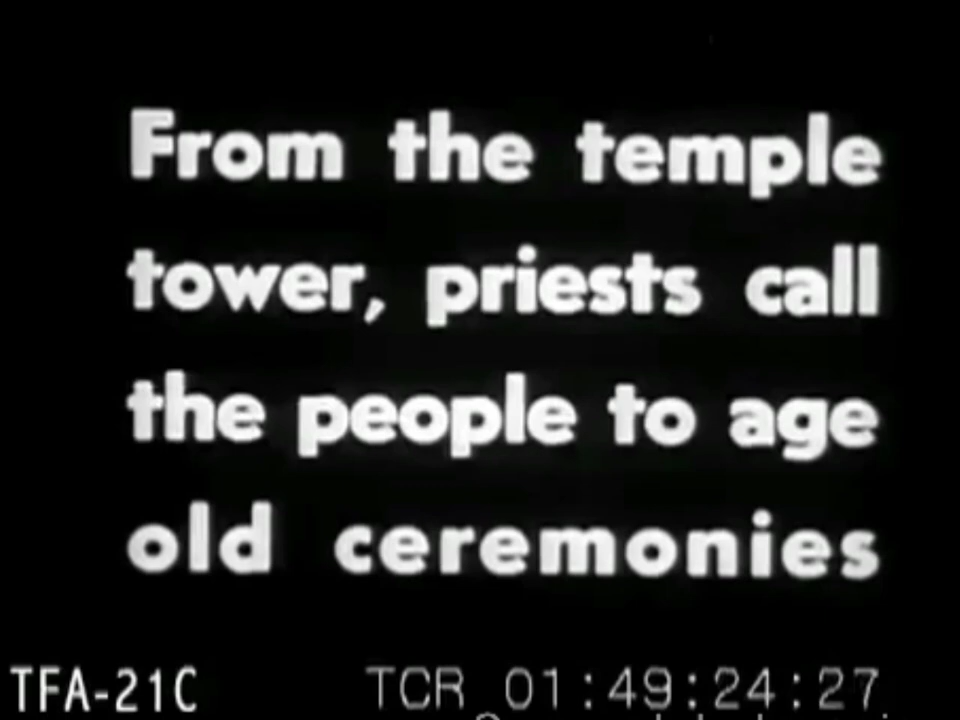 From the temple
tower, priests call
the people to age
old ceremonies
TFA-21C
TCR 01:49:24:27